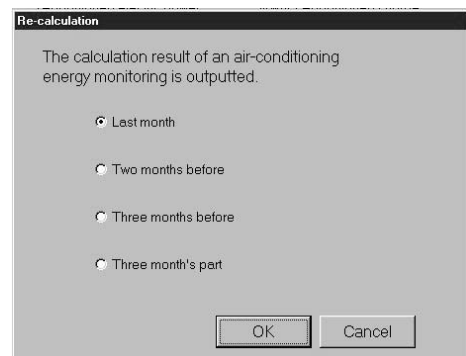 Re-calculation
The calculation result of an air-conditioning
energy monitoring is outputted.
Last month
Two months before
Three months before
Three month's part
OK Cancel